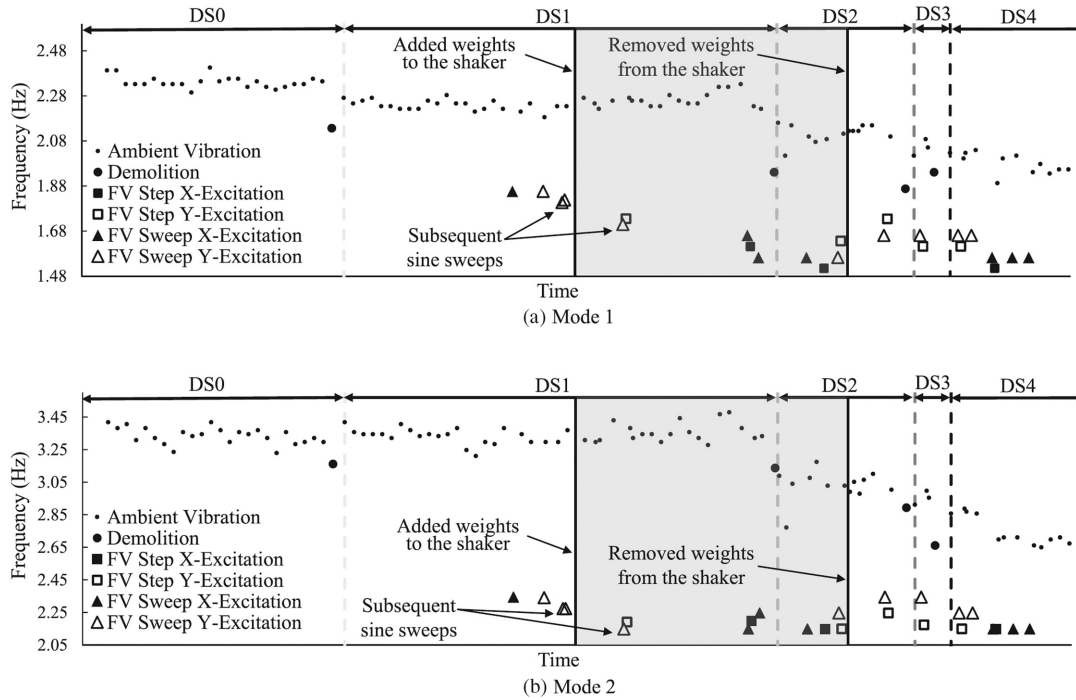 DS0 DS1 DS2 DS3 DS4
2.48
2.28
2.08
1.88
1.68
1.48
Frequency (Hz)
Added weights
to the shaker
Removed weights
from the shaker
Ambient Vibration
Demolition
FV Step X-Excitation
FV Step Y-Excitation
FV Sweep X-Excitation
FV Sweep Y-Excitation
Subsequent
sine sweeps
Time
(a) Mode 1
DS0 DS1 DS2 DS3 DS4
3.45
3.25
3.05
2.85
2.65
2.45
2.25
2.05
Frequency (Hz)
Ambient Vibration
Demolition
FV Step X-Excitation
FV Step Y-Excitation
FV Sweep X-Excitation
FV Sweep Y-Excitation
Added weights
to the shaker
Removed weights
from the shaker
Subsequent
sine sweeps
Time
(b) Mode 2